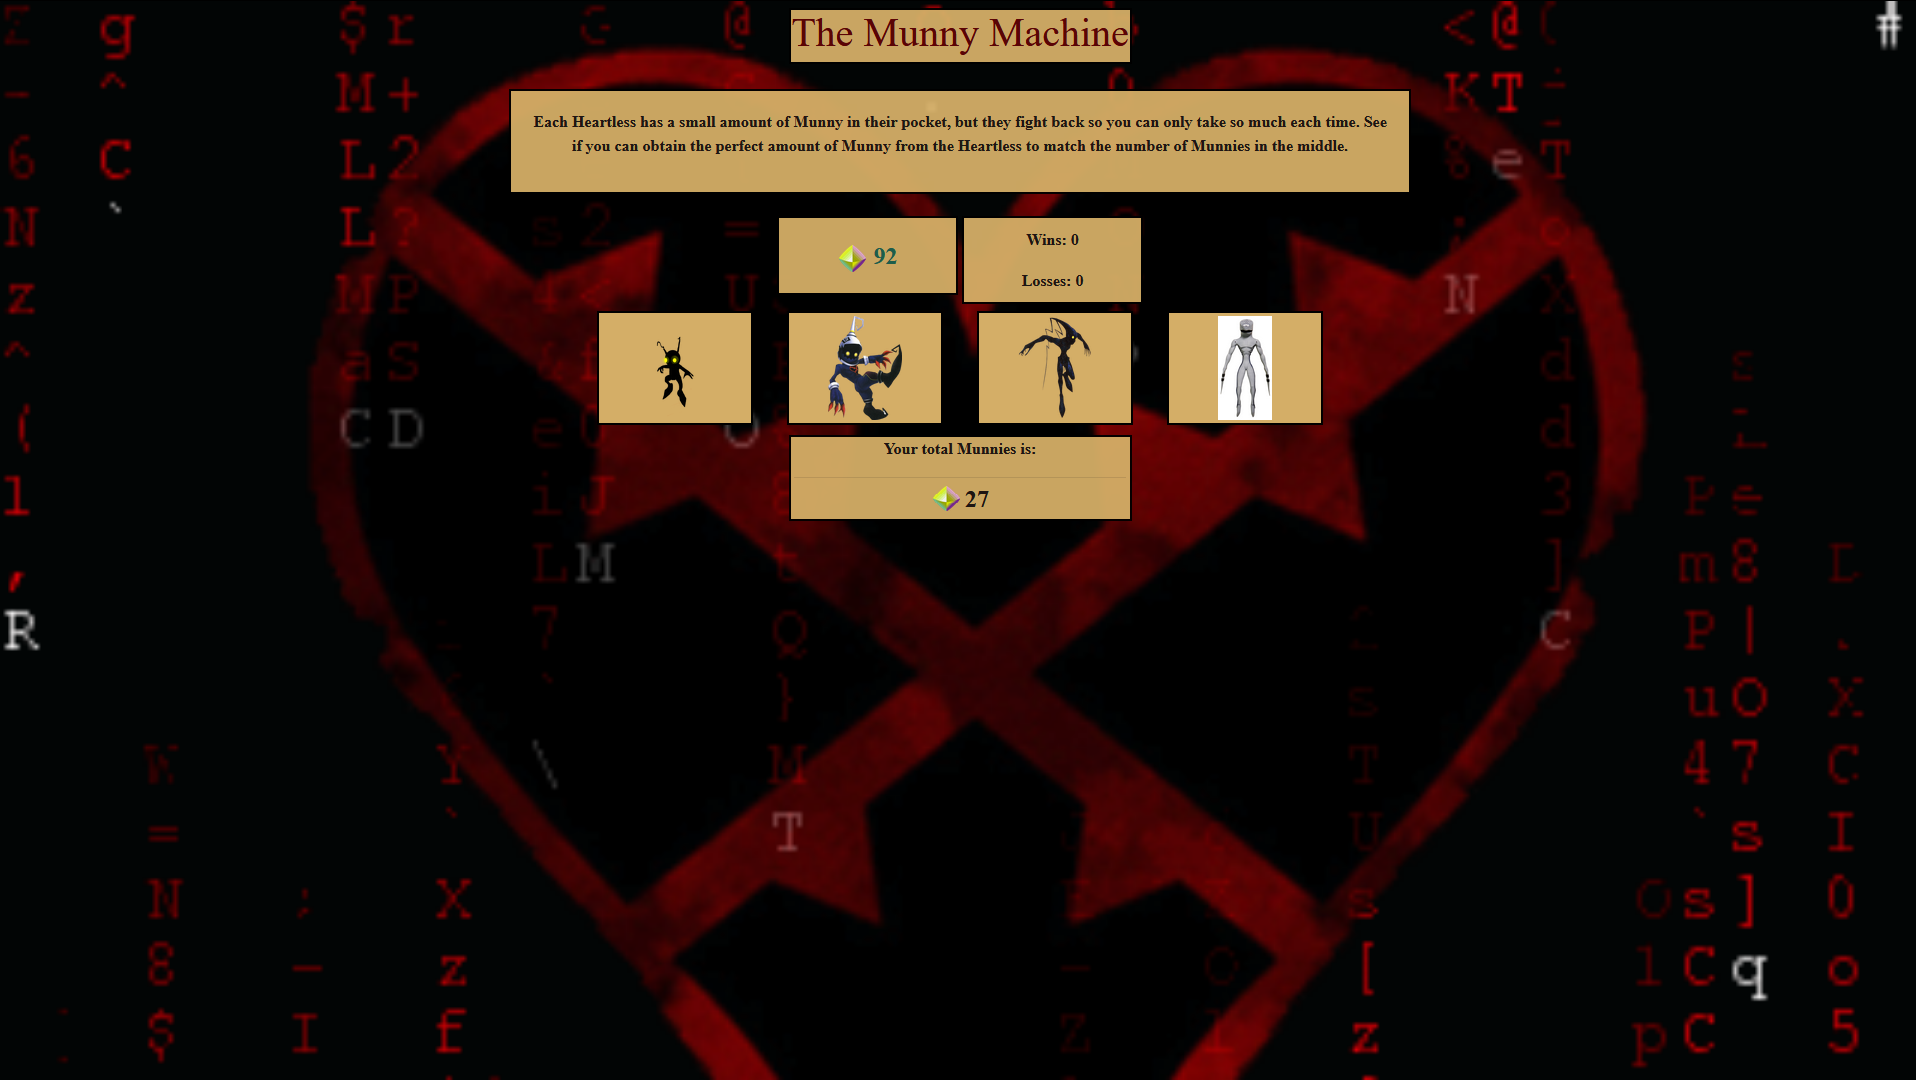 The Munny Machine
Each Heartless has a small amount of Munny in their pocket, but they fight back so you can only take so much each time. See
if you can obtain the perfect amount of Munny from the Heartless to match the number of Munnies in the middle.
92
Wins: 0
Losses: 0
Your total Munnies is:
27